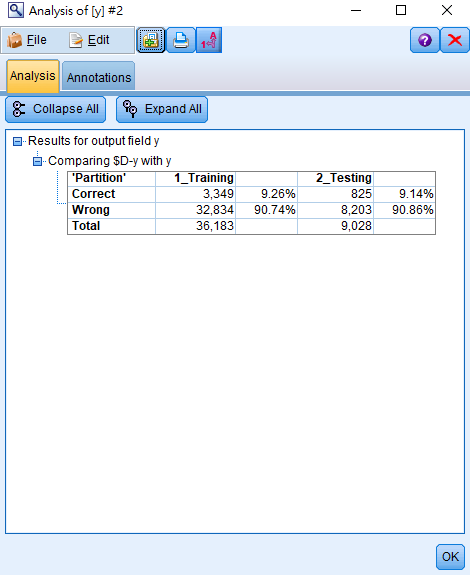 Analysis of [y] #2
File Edit
Analysis Annotations
Collapse All Expand All
Results for output field y
Comparing $D-y with y
'Partition' 1_Training 2_Testing
Correct 3,349 9.26% 825 9.14%
Wrong 32,834 90.74% 8,203 90.86%
Total 36,183 9,028
OK